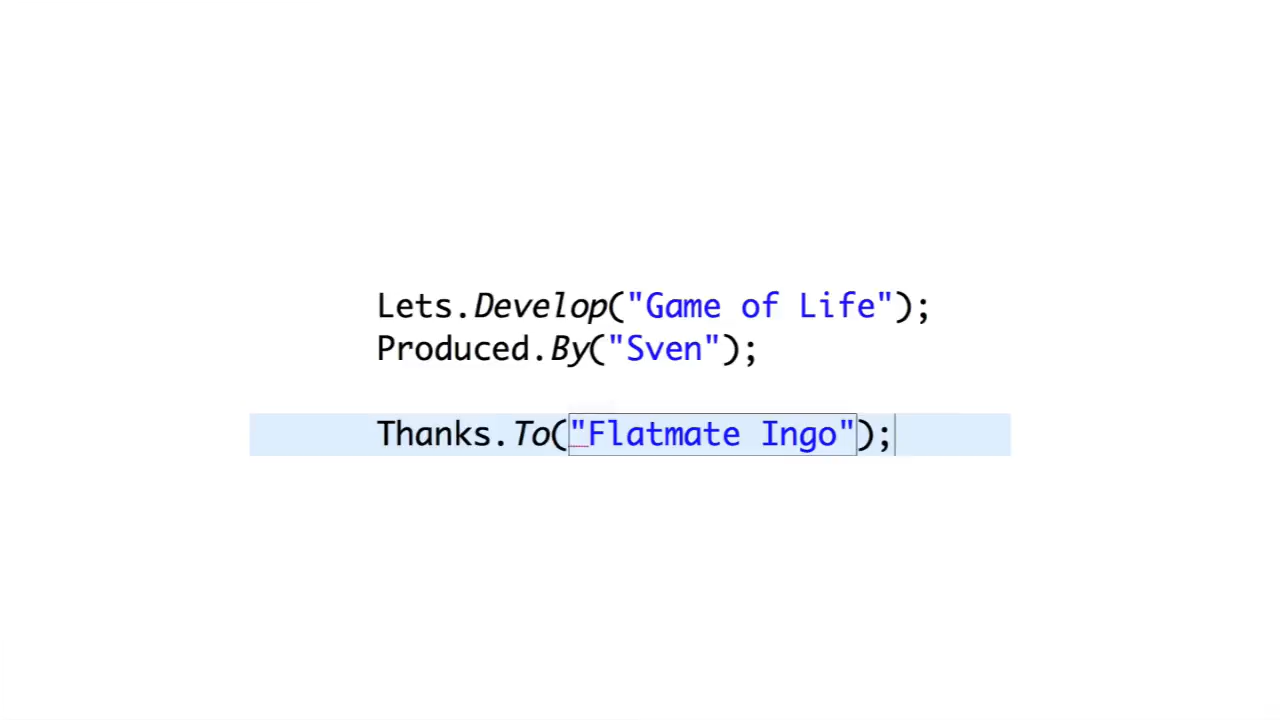 Lets.Develop("Game of Life");
Produced.By("Sven");
Thanks.To("Flatmate Ingo");